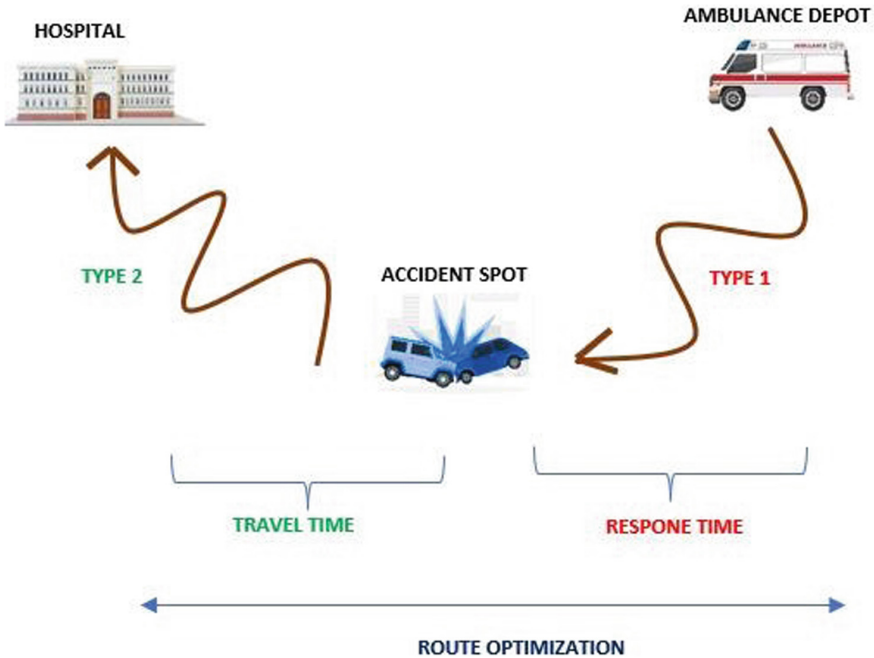 HOSPITAL
AMBULANCE DEPOT
TYPE 2
ACCIDENT SPOT
TYPE 1
TRAVEL TIME
RESPONE TIME
ROUTE OPTIMIZATION